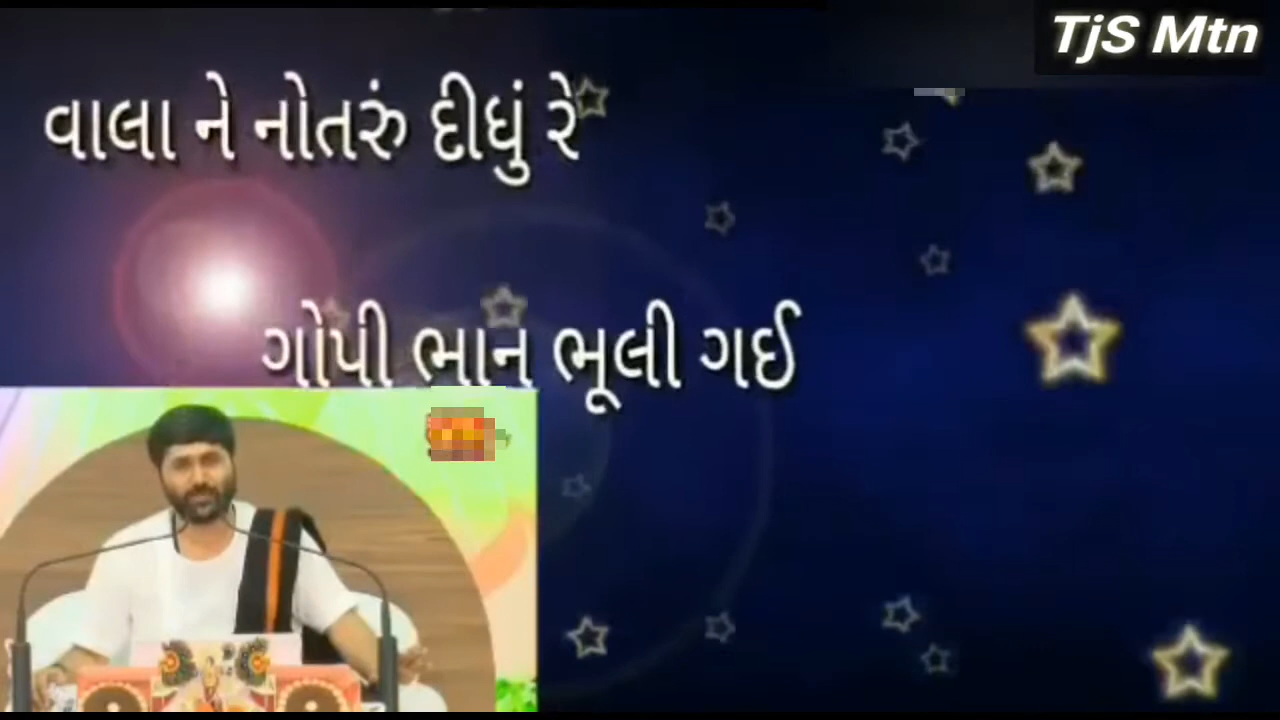 TjS Mtn
વાલા ને નોતરું દીધું રે
ગોપી ભાન ભૂલી ગઈ